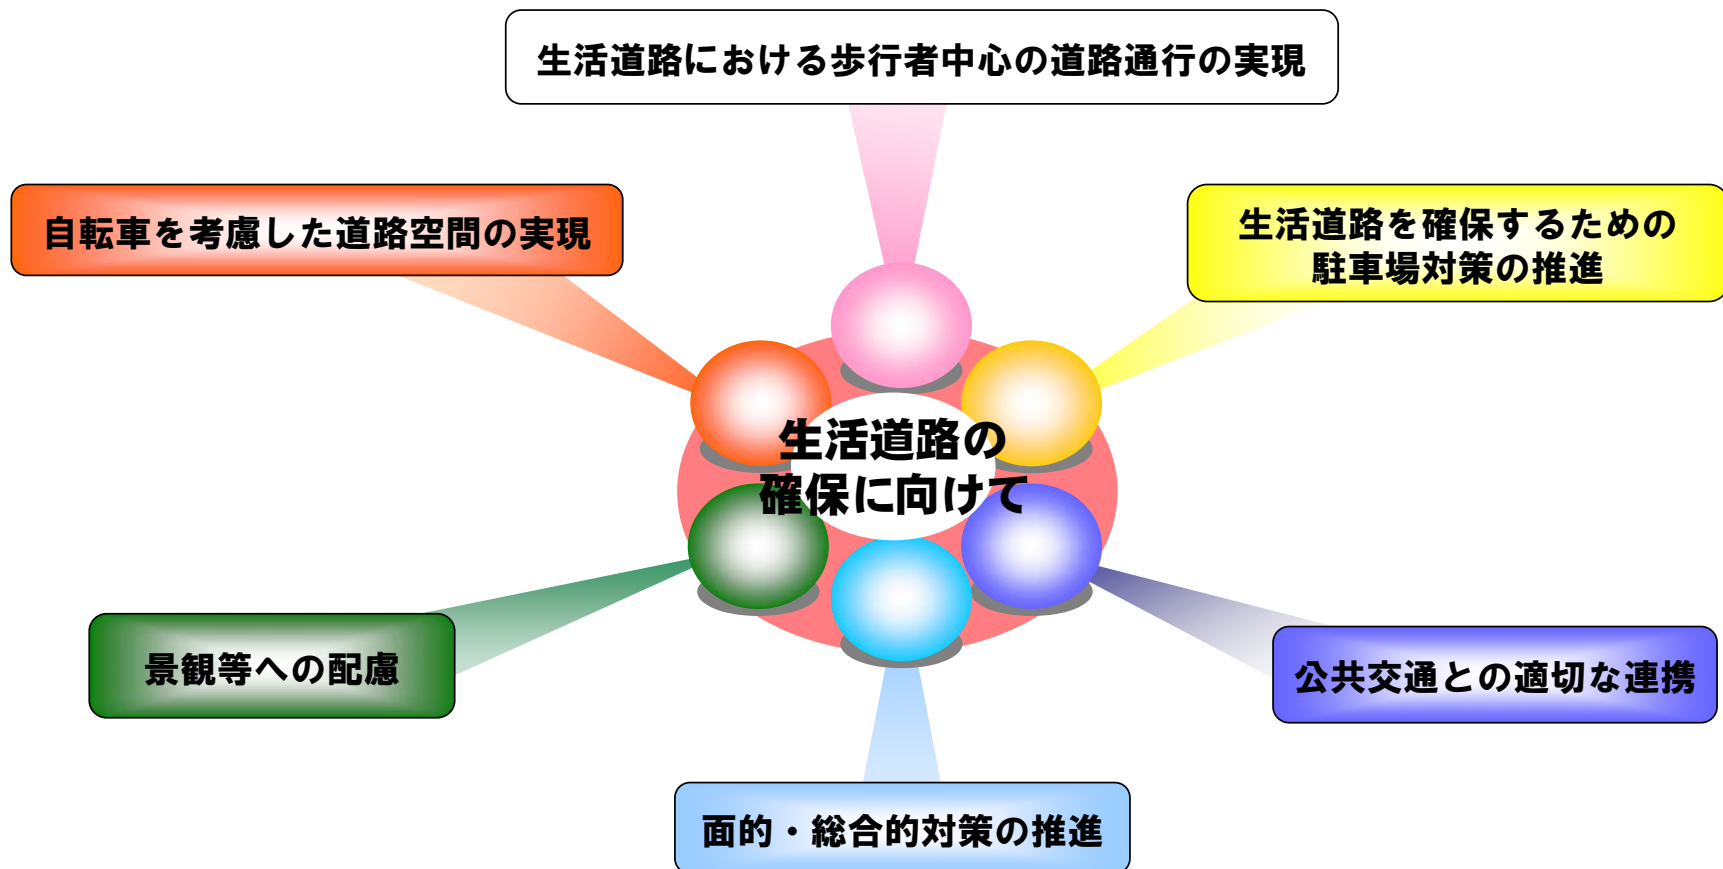 生活道路における歩行者中心の道路通行の実現
自転車を考慮した道路空間の実現
生活道路を確保するための
駐車場対策の推進
生活道路の
確保に向けて
景観等への配慮
公共交通との適切な連携
面的・総合的対策の推進